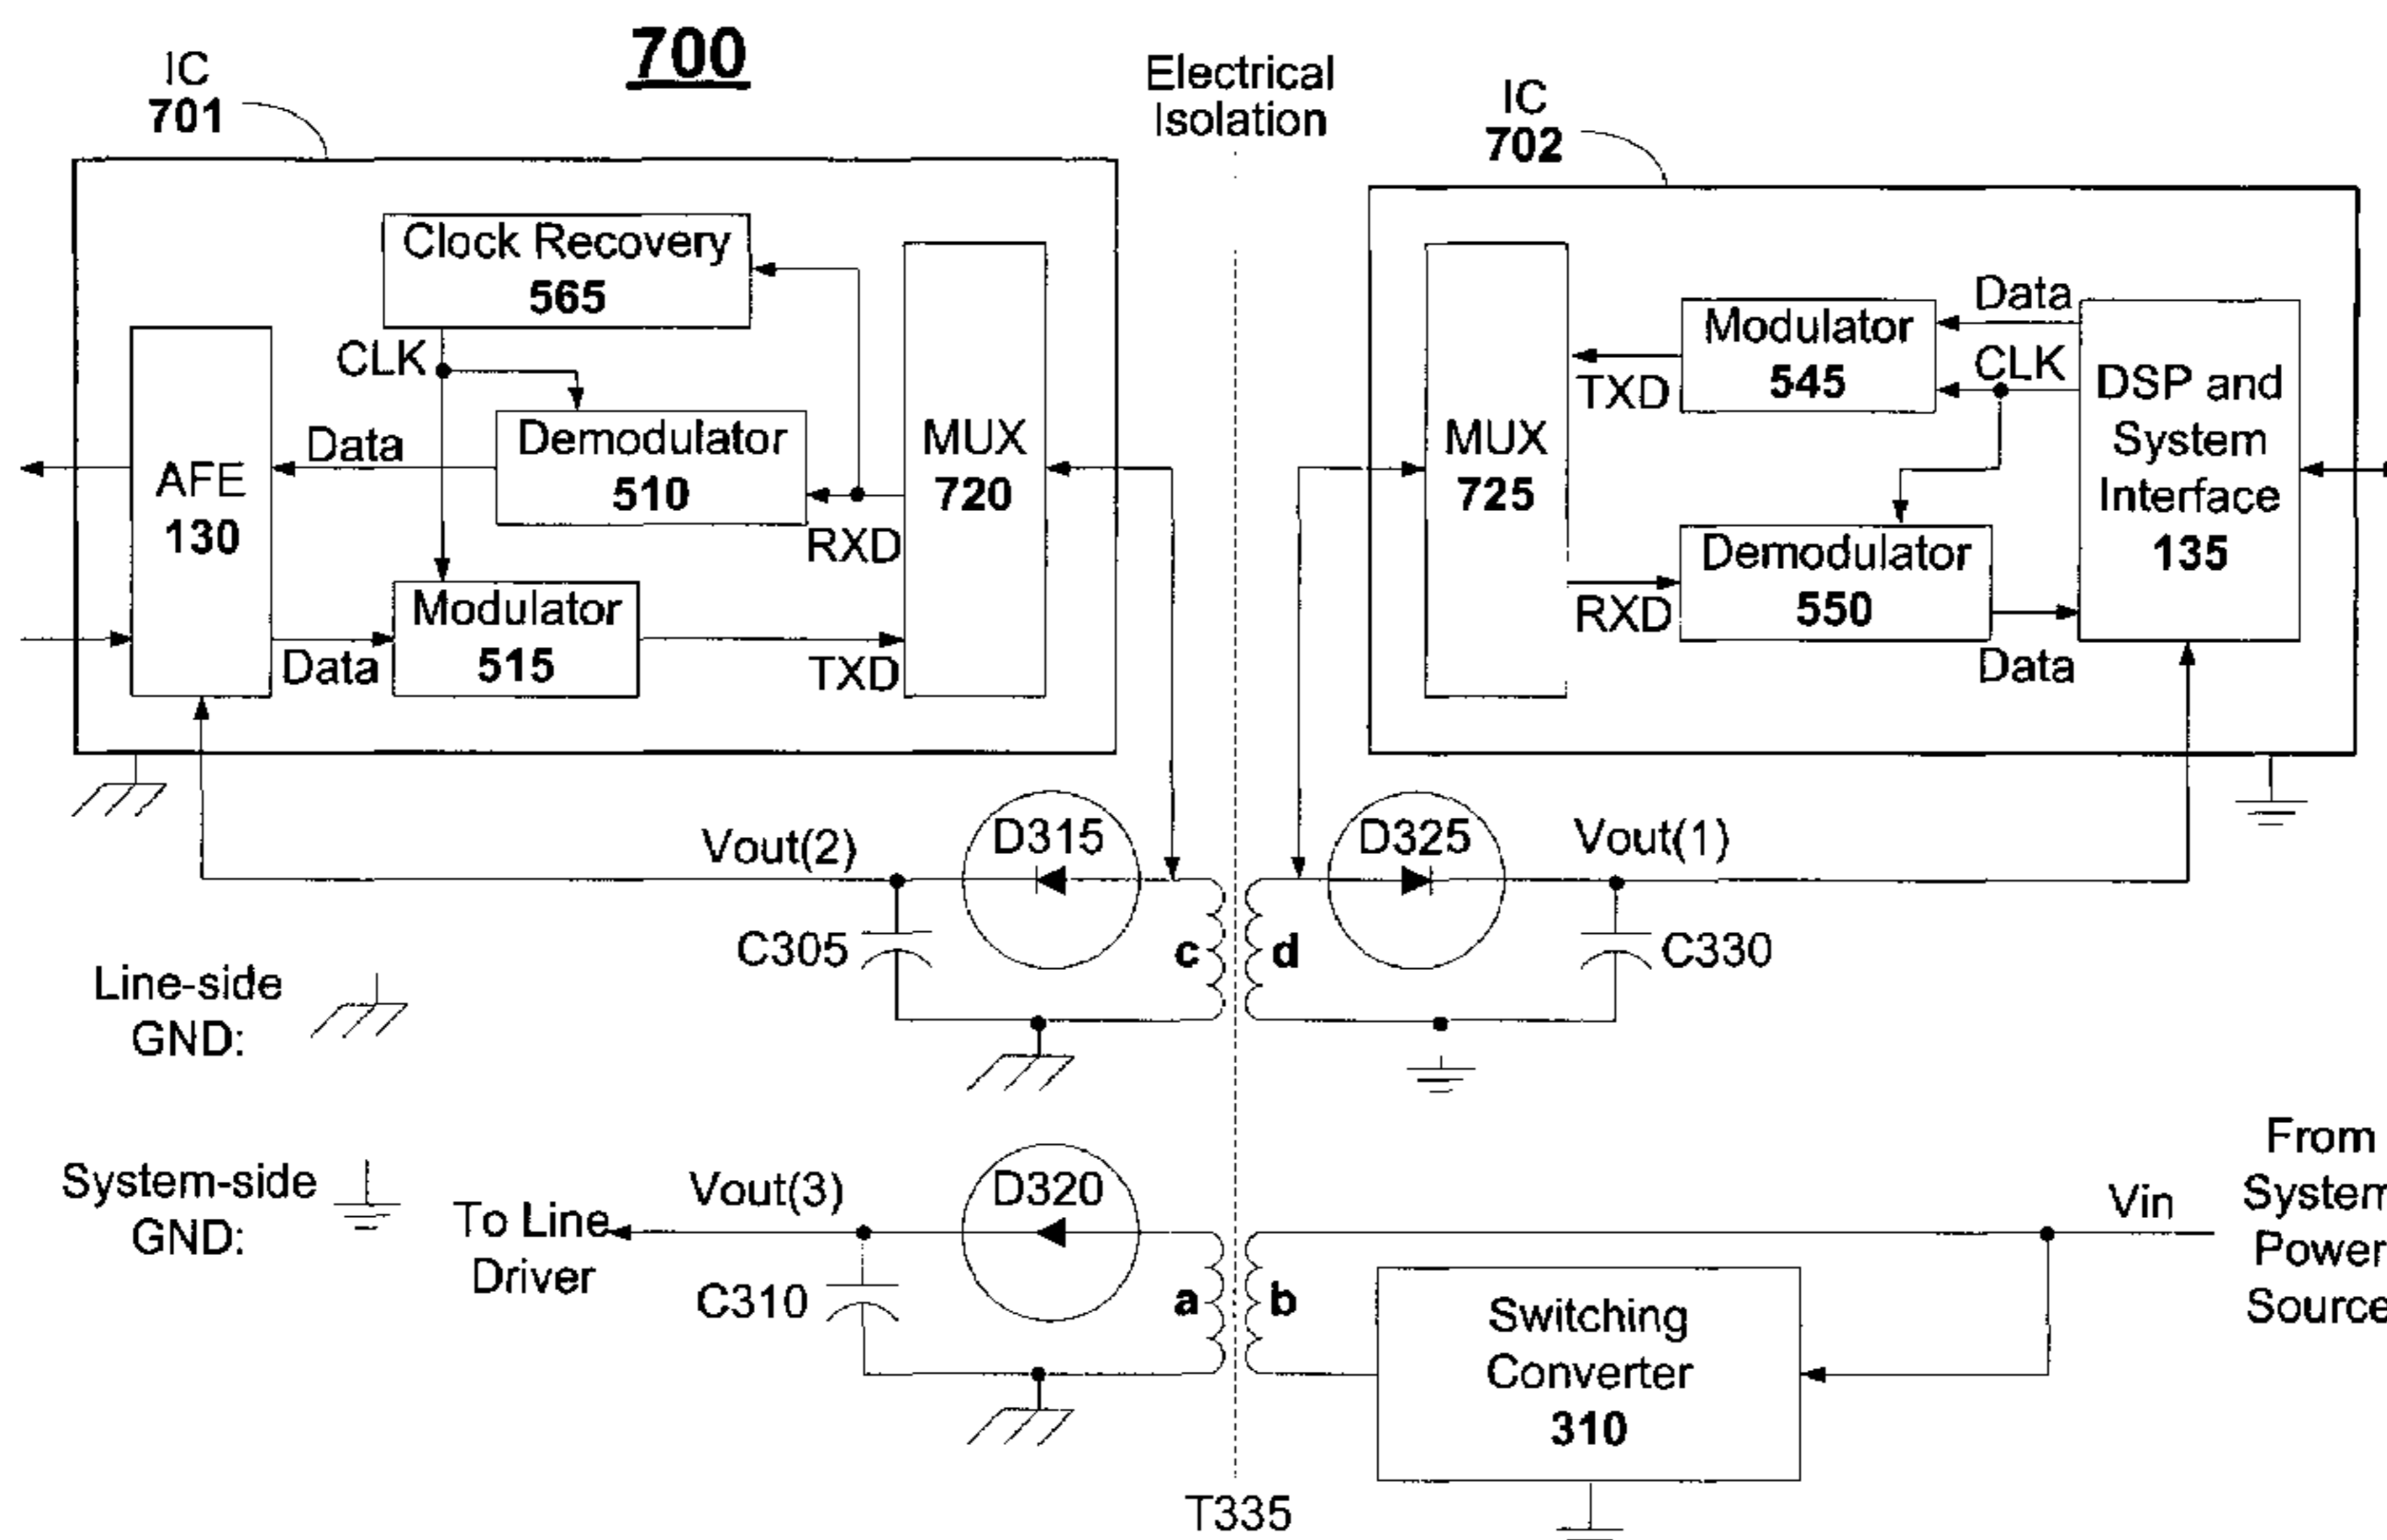 700
IC
701
Electrical
Isolation
IC
702
Clock Recovery
565
CLK
AFE
130
Data
Demodulator
510
RXD
MUX
720
Data
Modulator
515
TXD
MUX
725
TXD
Modulator
545
Data
CLK
DSP and
System
Interface
135
RXD
Demodulator
550
Data
Vout(2)
D315
D325
Vout(1)
C305
c
d
C330
Line-side
GND:
System-side
GND:
To Line
Driver
Vout(3)
D320
C310
a
b
Switching
Converter
310
Vin
From
System
Power
Source
T335